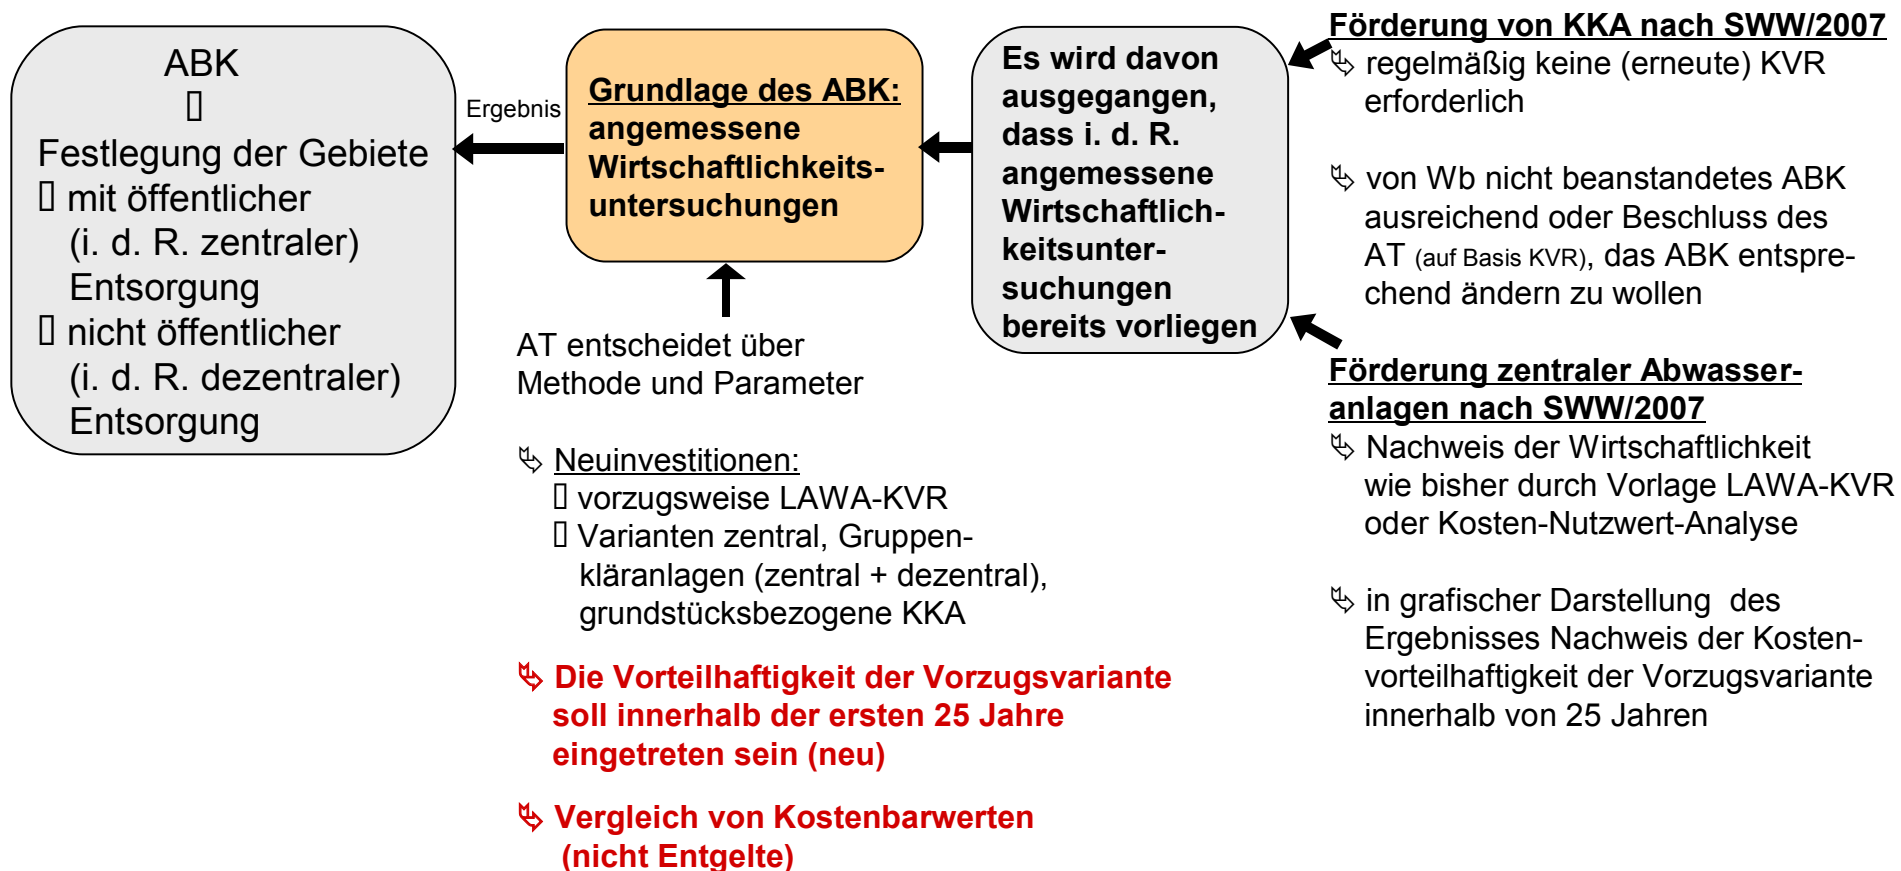 ABK
Festlegung der Gebiete
mit öffentlicher
(i. d. R. zentraler)
Entsorgung
nicht öffentlicher
(i. d. R. dezentraler)
Entsorgung
Ergebnis
Grundlage des ABK:
angemessene
Wirtschaftlichkeits-
untersuchungen
AT entscheidet über
Methode und Parameter
Neuinvestitionen:
vorzugsweise LAWA-KVR
Varianten zentral, Gruppen-
kläranlagen (zentral + dezentral),
grundstücksbezogene KKA
Die Vorteilhaftigkeit der Vorzugsvariante
soll innerhalb der ersten 25 Jahre
eingetreten sein (neu)
Vergleich von Kostenbarwerten
(nicht Entgelte)
Es wird davon
ausgegangen,
dass i. d. R.
angemessene
Wirtschaftlich-
keitsunter-
suchungen
bereits vorliegen
Förderung von KKA nach SWW/2007
regelmäßig keine (erneute) KVR
erforderlich
von Wb nicht beanstandetes ABK
ausreichend oder Beschluss des
AT (auf Basis KVR), das ABK entspre-
chend ändern zu wollen
Förderung zentraler Abwasser-
anlagen nach SWW/2007
Nachweis der Wirtschaftlichkeit
wie bisher durch Vorlage LAWA-KVR
oder Kosten-Nutzwert-Analyse
in grafischer Darstellung des
Ergebnisses Nachweis der Kosten-
vorteilhaftigkeit der Vorzugsvariante
innerhalb von 25 Jahren